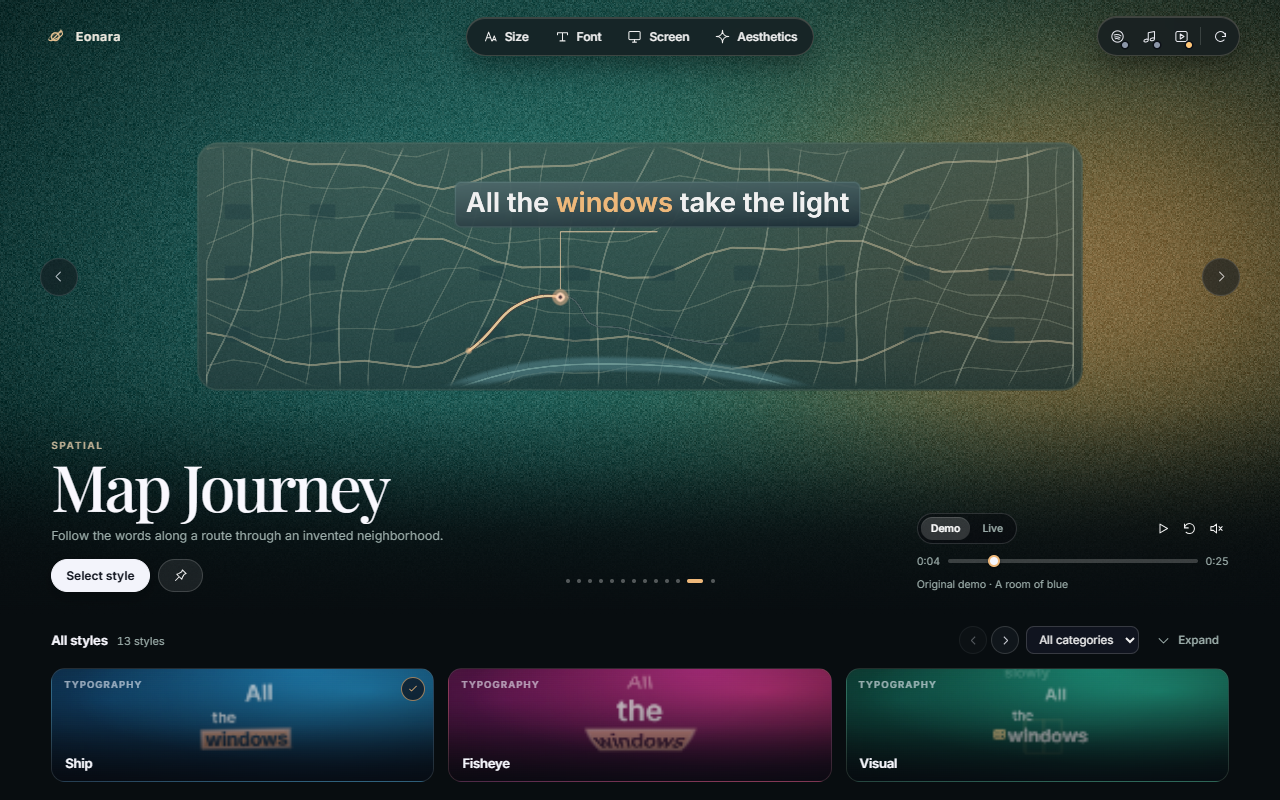 Eonara
Size
Font
Screen
Aesthetics
All the windows take the light
SPATIAL
Map Journey
Follow the words along a route through an invented neighborhood.
Select style
Demo
Live
0:04
0:25
Original demo · A room of blue
All styles
13 styles
All categories
Expand
TYPOGRAPHY
All
the
windows
Ship
TYPOGRAPHY
All
the
windows
Fisheye
TYPOGRAPHY
slowly
All
the
windows
Visual